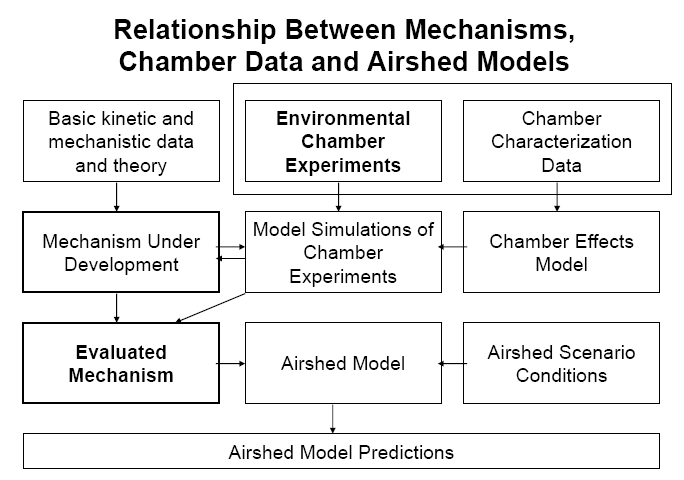 Relationship Between Mechanisms,
Chamber Data and Airshed Models
Basic kinetic and
mechanistic data
and theory
Environmental
Chamber
Experiments
Chamber
Characterization
Data
Mechanism Under
Development
Model Simulations of
Chamber
Experiments
Chamber Effects
Model
Evaluated
Mechanism
Airshed Model
Airshed Scenario
Conditions
Airshed Model Predictions